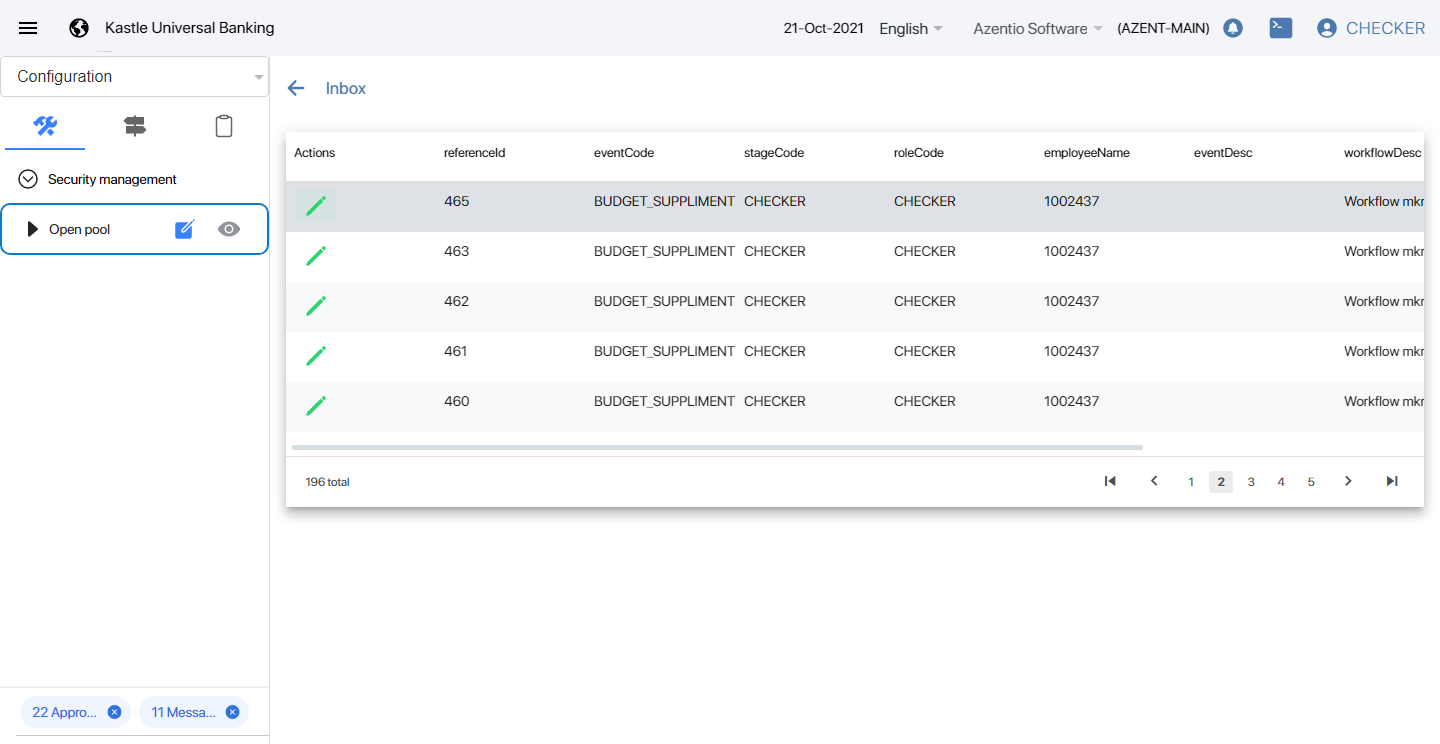 Kastle Universal Banking 21-Oct-2021 English Azentio Software (AZENT-MAIN) CHECKER
Configuration
Inbox
Security management
Open pool
Actions referenceId eventCode stageCode roleCode employeeName eventDesc workflowDesc
465 BUDGET_SUPPLIMENT CHECKER CHECKER 1002437 Workflow mkr
463 BUDGET_SUPPLIMENT CHECKER CHECKER 1002437 Workflow mkr
462 BUDGET_SUPPLIMENT CHECKER CHECKER 1002437 Workflow mkr
461 BUDGET_SUPPLIMENT CHECKER CHECKER 1002437 Workflow mkr
460 BUDGET_SUPPLIMENT CHECKER CHECKER 1002437 Workflow mkr
196 total 1 2 3 4 5
22 Appro... 11 Messa...